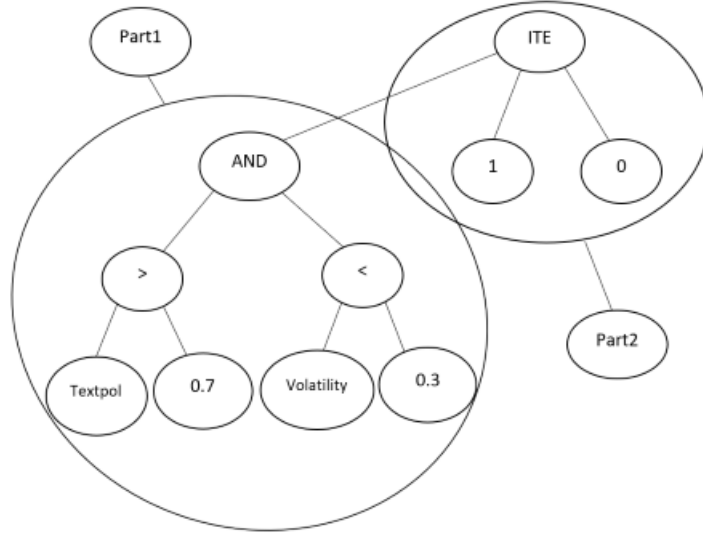 Part1
ITE
AND
1
0
>
<
Part2
Textpol
0.7
Volatility
0.3